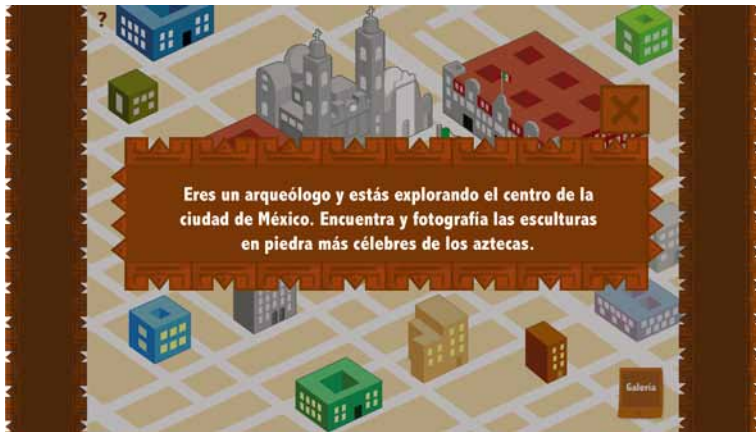 ?
Eres un arqueólogo y estás explorando el centro de la
ciudad de México. Encuentra y fotografía las esculturas
en piedra más célebres de los aztecas.
Galería